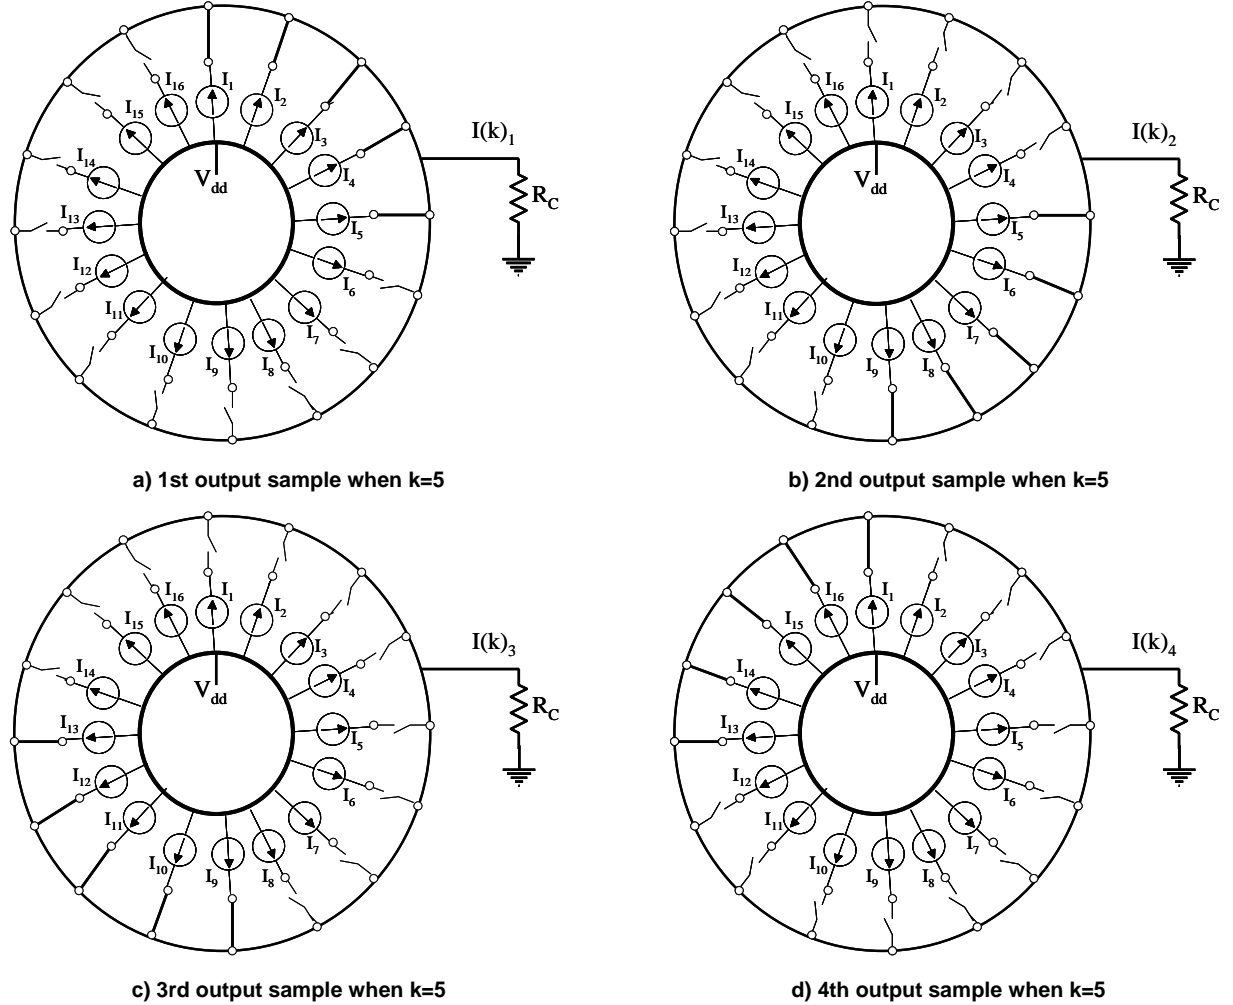 I1
I2
I3
I4
I5
I6
I7
I8
I9
I10
I11
I12
I13
I14
I15
I16
Vdd
I(k)1
RC
a) 1st output sample when k=5
I1
I2
I3
I4
I5
I6
I7
I8
I9
I10
I11
I12
I13
I14
I15
I16
Vdd
I(k)2
RC
b) 2nd output sample when k=5
I1
I2
I3
I4
I5
I6
I7
I8
I9
I10
I11
I12
I13
I14
I15
I16
Vdd
I(k)3
RC
c) 3rd output sample when k=5
I1
I2
I3
I4
I5
I6
I7
I8
I9
I10
I11
I12
I13
I14
I15
I16
Vdd
I(k)4
RC
d) 4th output sample when k=5